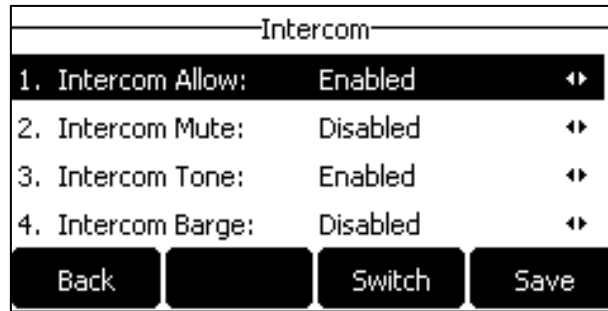 Intercom
1. Intercom Allow: Enabled
2. Intercom Mute: Disabled
3. Intercom Tone: Enabled
4. Intercom Barge: Disabled
Back Switch Save